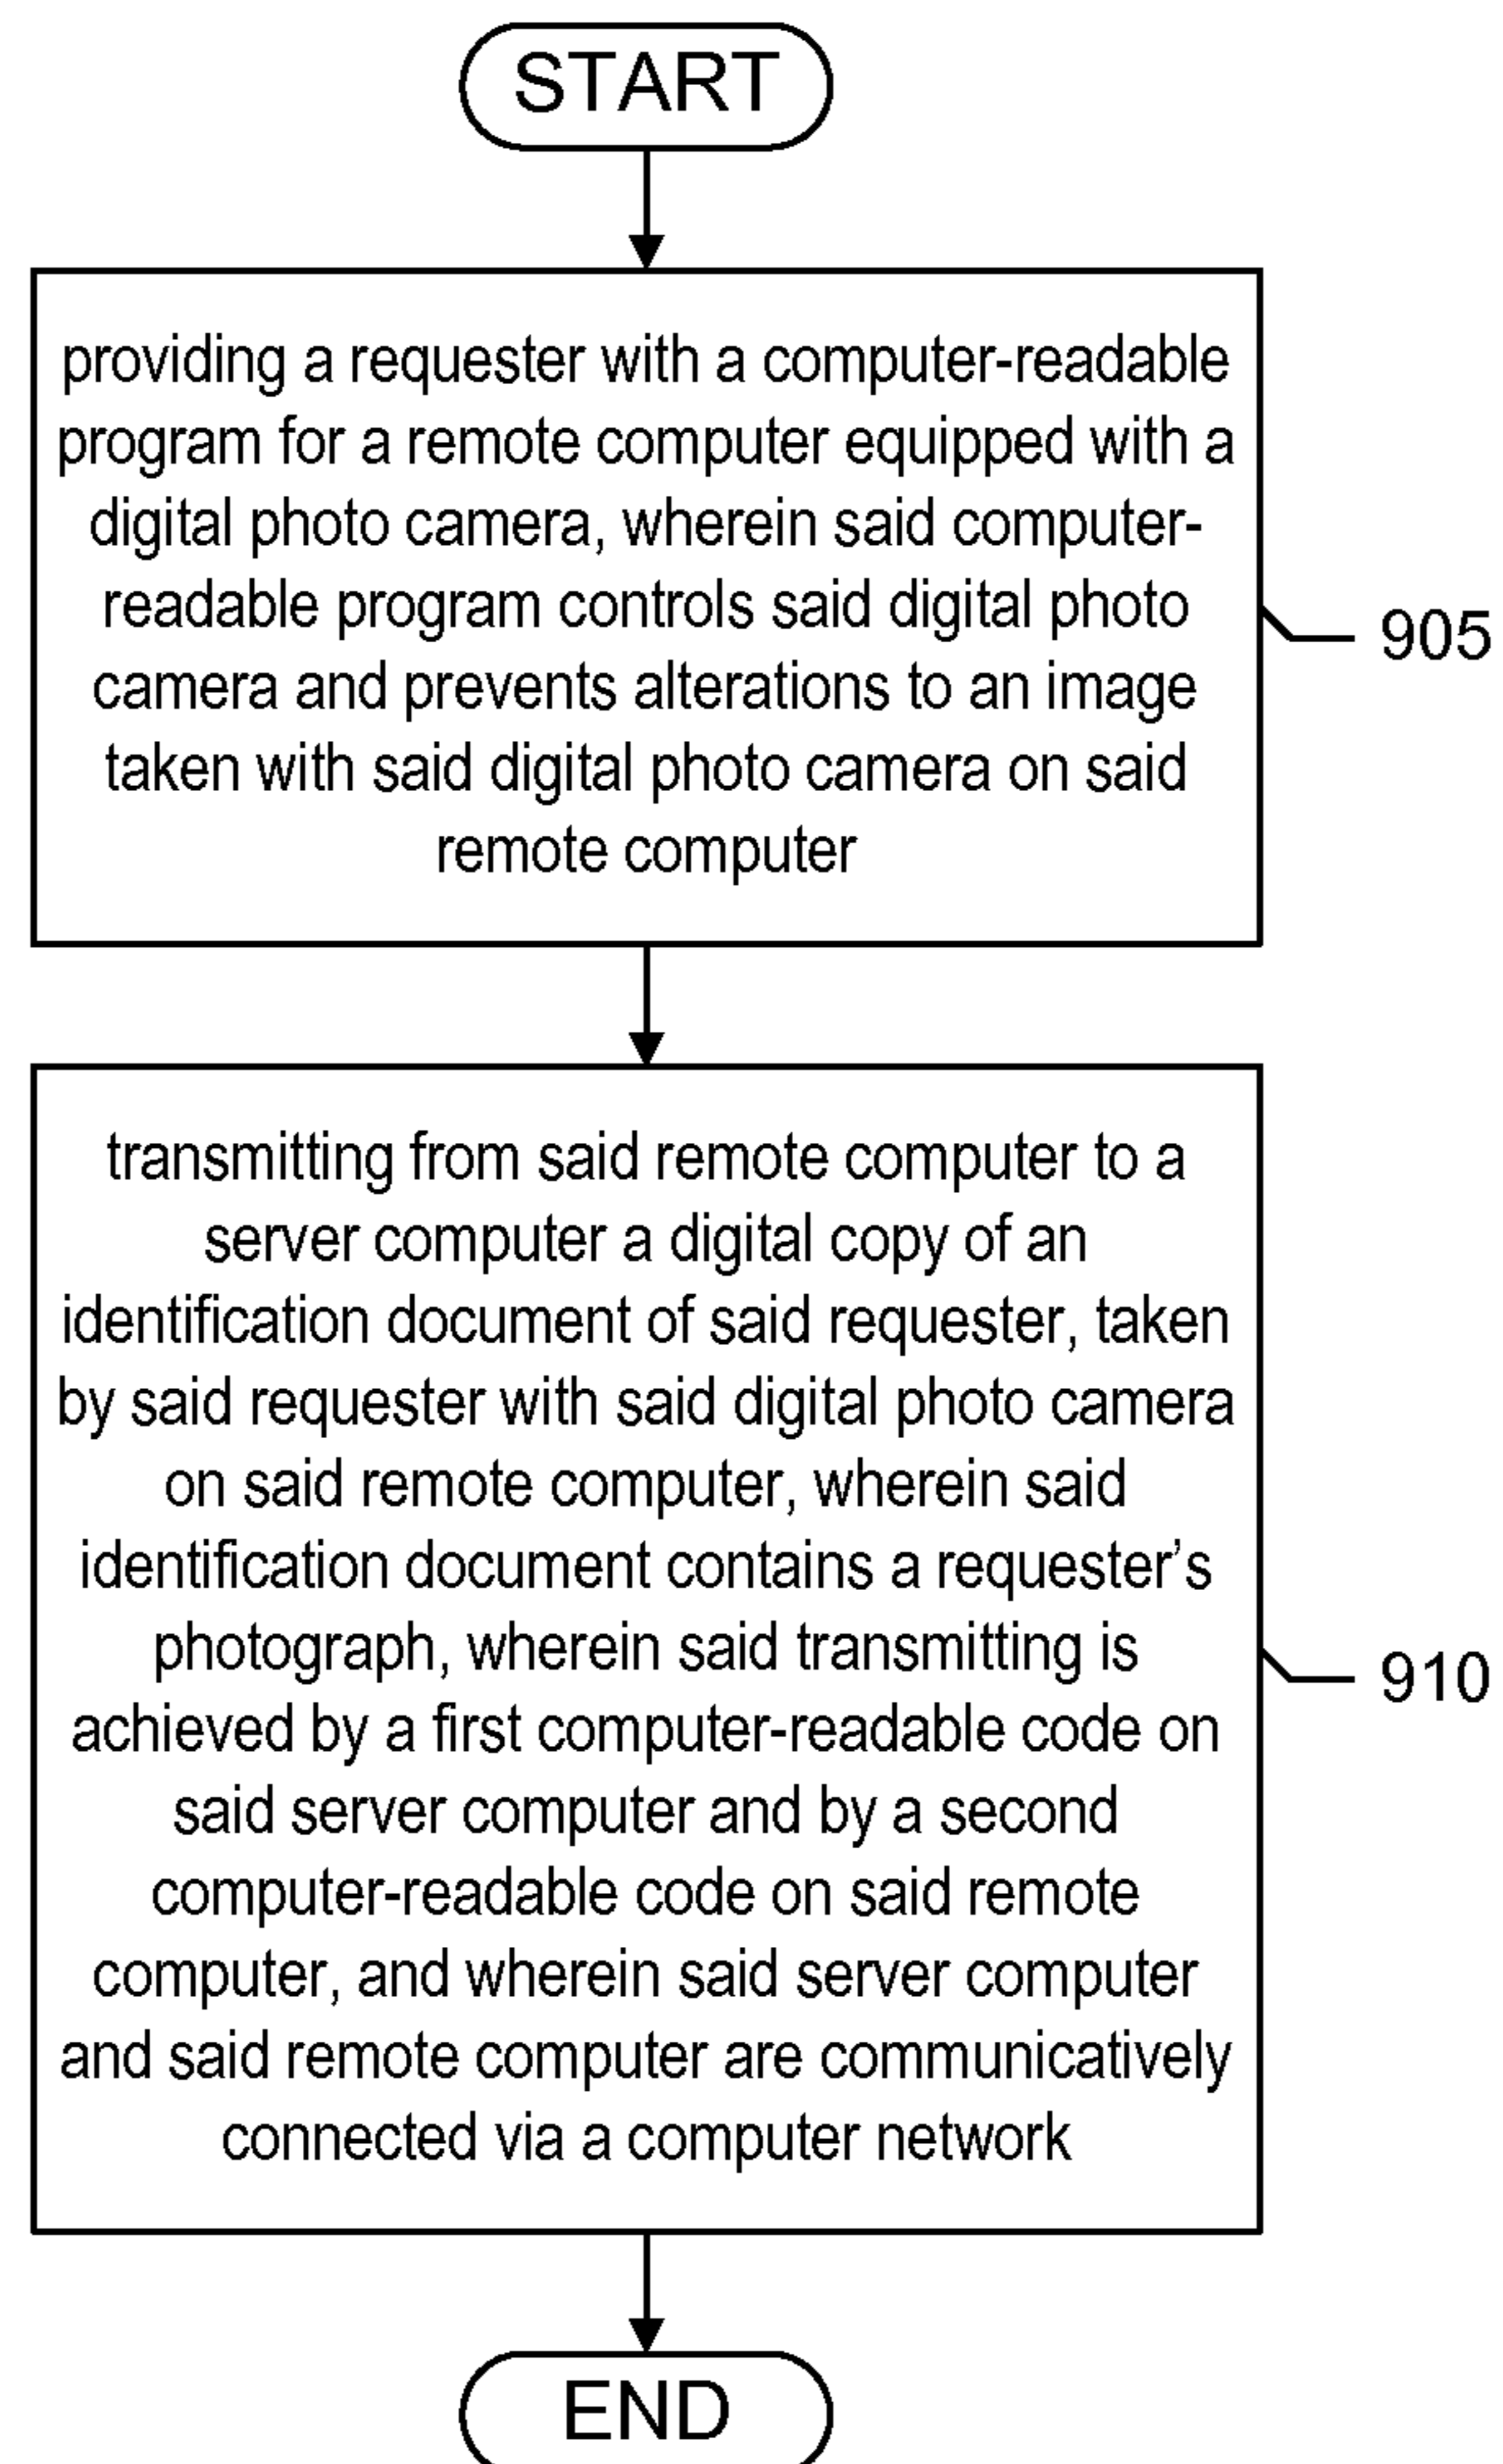 START
providing a requester with a computer-readable
program for a remote computer equipped with a
digital photo camera, wherein said computer-
readable program controls said digital photo
camera and prevents alterations to an image
taken with said digital photo camera on said
remote computer
905
transmitting from said remote computer to a
server computer a digital copy of an
identification document of said requester, taken
by said requester with said digital photo camera
on said remote computer, wherein said
identification document contains a requester’s
photograph, wherein said transmitting is
achieved by a first computer-readable code on
said server computer and by a second
computer-readable code on said remote
computer, and wherein said server computer
and said remote computer are communicatively
connected via a computer network
910
END